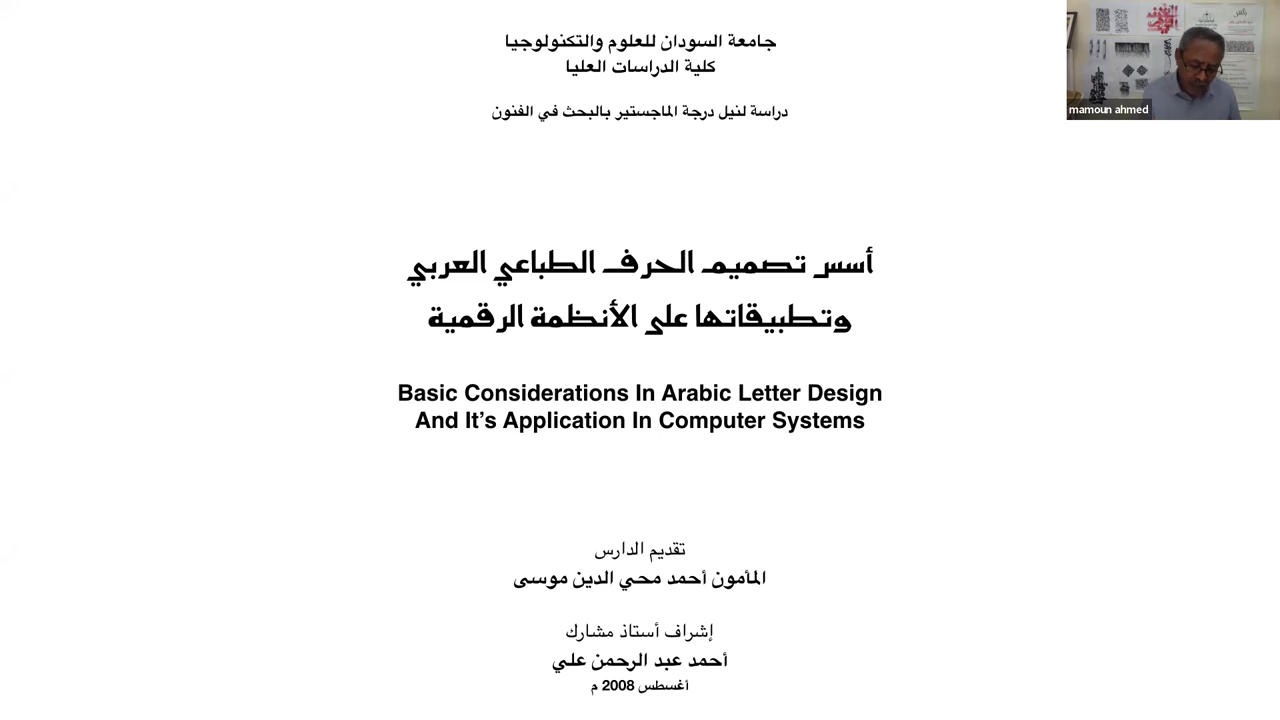 جامعة السودان للعلوم والتكنولوجيا
كلية الدراسات العليا
دراسة لنيل درجة الماجستير بالبحث في الفنون
أسس تصميم الحرف الطباعي العربي
وتطبيقاتها على الأنظمة الرقمية
Basic Considerations In Arabic Letter Design
And It’s Application In Computer Systems
تقديم الدارس
المأمون أحمد محي الدين موسى
إشراف أستاذ مشارك
أحمد عبد الرحمن علي
أغسطس 2008 م
mamoun ahmed